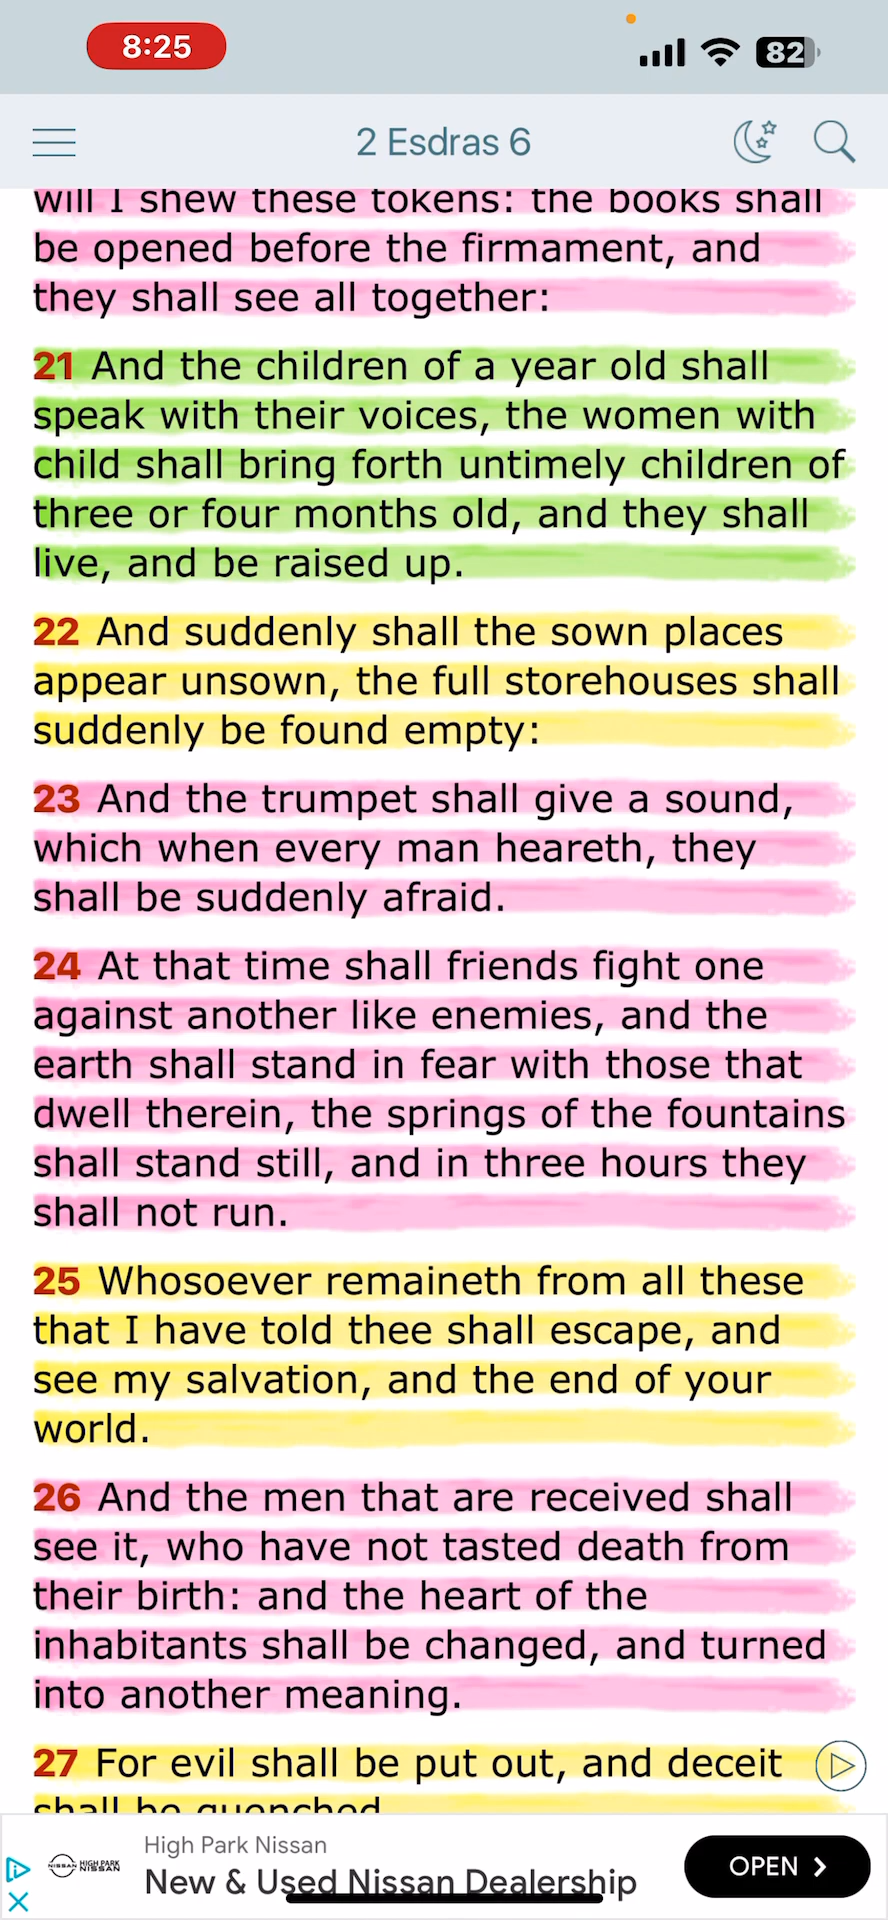 8:25
82
2 Esdras 6
will I shew these tokens: the books shall
be opened before the firmament, and
they shall see all together:
21 And the children of a year old shall
speak with their voices, the women with
child shall bring forth untimely children of
three or four months old, and they shall
live, and be raised up.
22 And suddenly shall the sown places
appear unsown, the full storehouses shall
suddenly be found empty:
23 And the trumpet shall give a sound,
which when every man heareth, they
shall be suddenly afraid.
24 At that time shall friends fight one
against another like enemies, and the
earth shall stand in fear with those that
dwell therein, the springs of the fountains
shall stand still, and in three hours they
shall not run.
25 Whosoever remaineth from all these
that I have told thee shall escape, and
see my salvation, and the end of your
world.
26 And the men that are received shall
see it, who have not tasted death from
their birth: and the heart of the
inhabitants shall be changed, and turned
into another meaning.
27 For evil shall be put out, and deceit
shall be quenched
High Park Nissan
NISSAN HIGH PARK
NISSAN
New & Used Nissan Dealership
OPEN